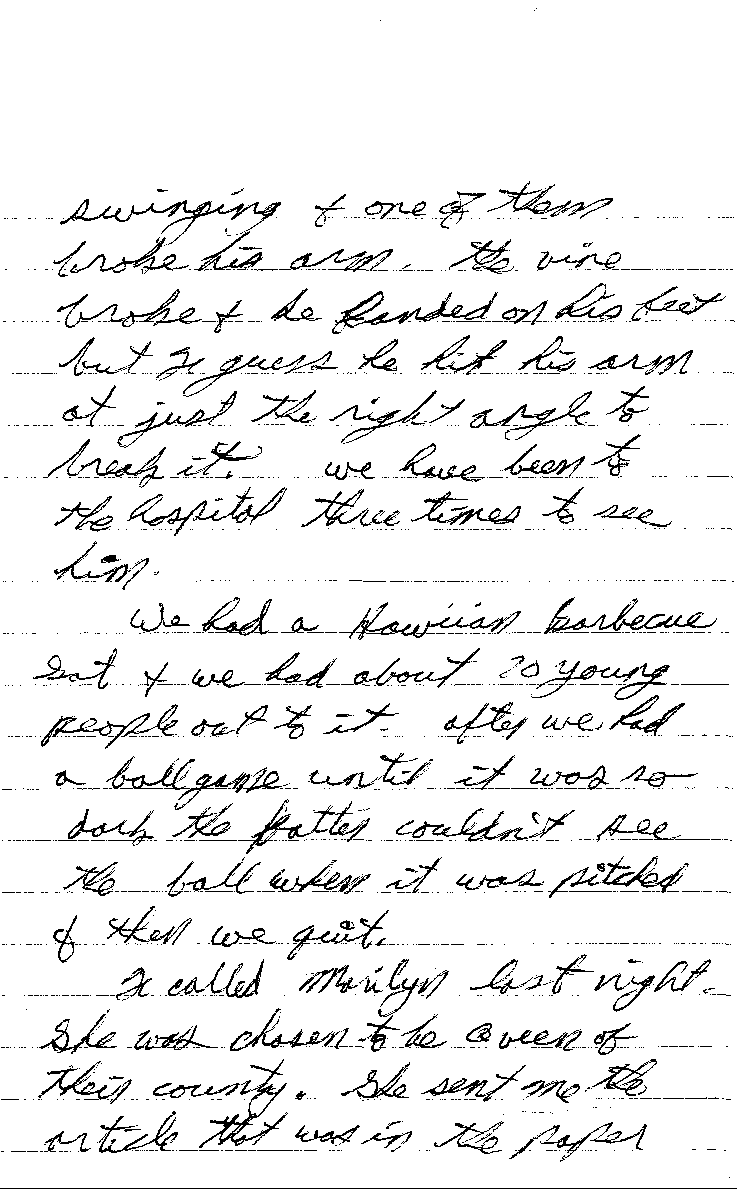 swinging & one of them
broke his arm. the vine
broke & he landed on his feet
but I guess he hit his arm
at just the right angle to
break it. we have been to
the hospital three times to see
him.
We had a Hawiian barbecue
Sat & we had about 20 young
people out to it. after we had
a ball game until it was so
dark the batter couldn't see
the ball when it was pitched
& then we quit.
I called Marilyn last night.
She was chosen to be Queen of
their county. She sent me the
article that was in the paper